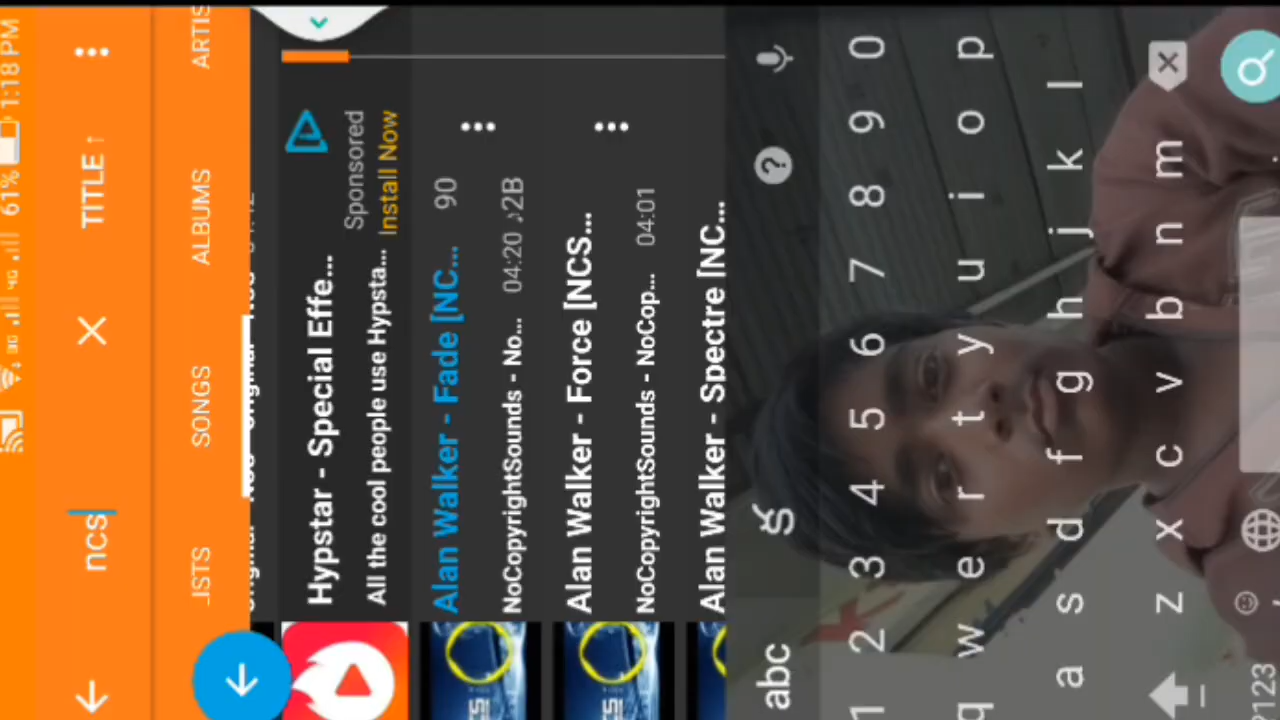 61% 1:18 PM
ncs
TITLE ↑
SONGS
ALBUMS
Hypstar - Special Effe...
Sponsored
All the cool people use Hypsta...
Install Now
Alan Walker - Fade [NC...
90
NoCopyrightSounds - No...
04:20 ♪2B
Alan Walker - Force [NCS...
NoCopyrightSounds - NoCop...
04:01
Alan Walker - Spectre [NC...
abc
1 2 3 4 5 6 7 8 9 0
q w e r t y u i o p
a s d f g h j k l
z x c v b n m
?123